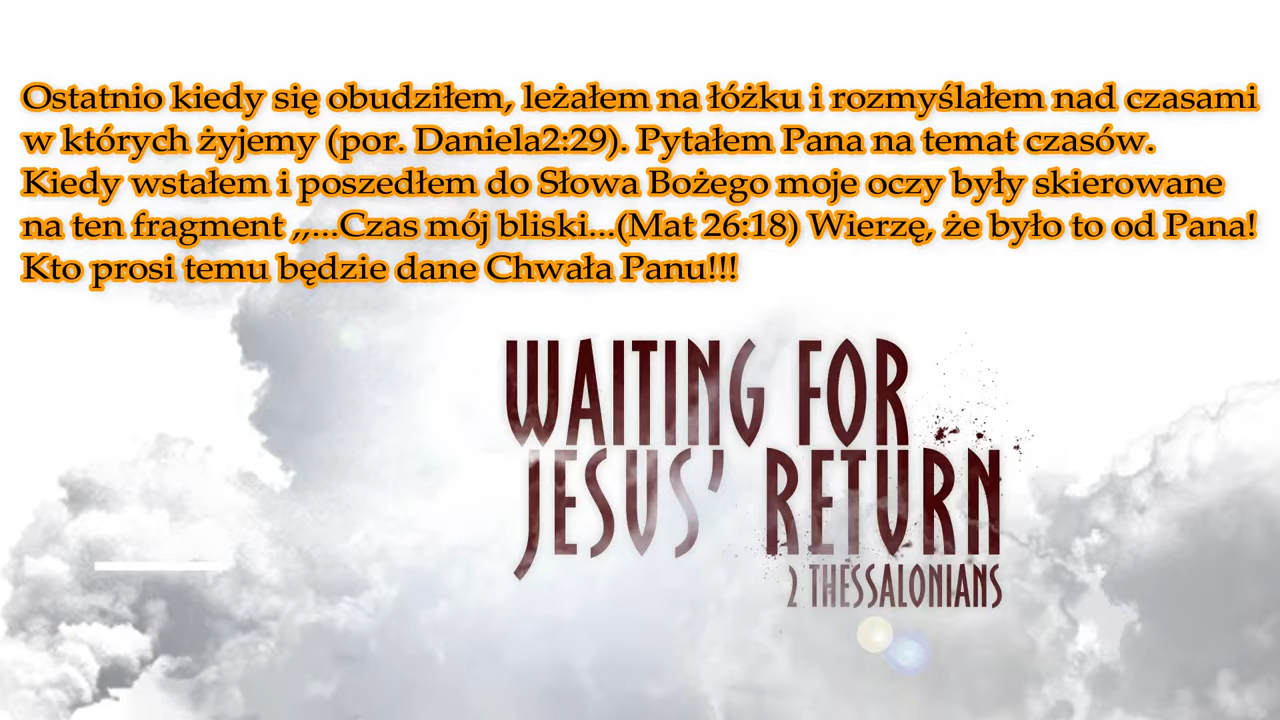 Ostatnio kiedy się obudziłem, leżałem na łóżku i rozmyślałem nad czasami
w których żyjemy (por. Daniela2:29). Pytałem Pana na temat czasów.
Kiedy wstałem i poszedłem do Słowa Bożego moje oczy były skierowane
na ten fragment ,,...Czas mój bliski...(Mat 26:18) Wierzę, że było to od Pana!
Kto prosi temu będzie dane Chwała Panu!!!
WAITING FOR
JESUS' RETURN
2 THESSALONIANS